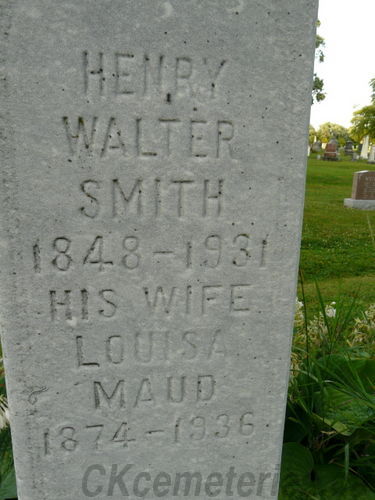 HENRY
WALTER
SMITH
1848-1931
HIS WIFE
LOUISA
MAUD
1874-1936
CKcemeteri